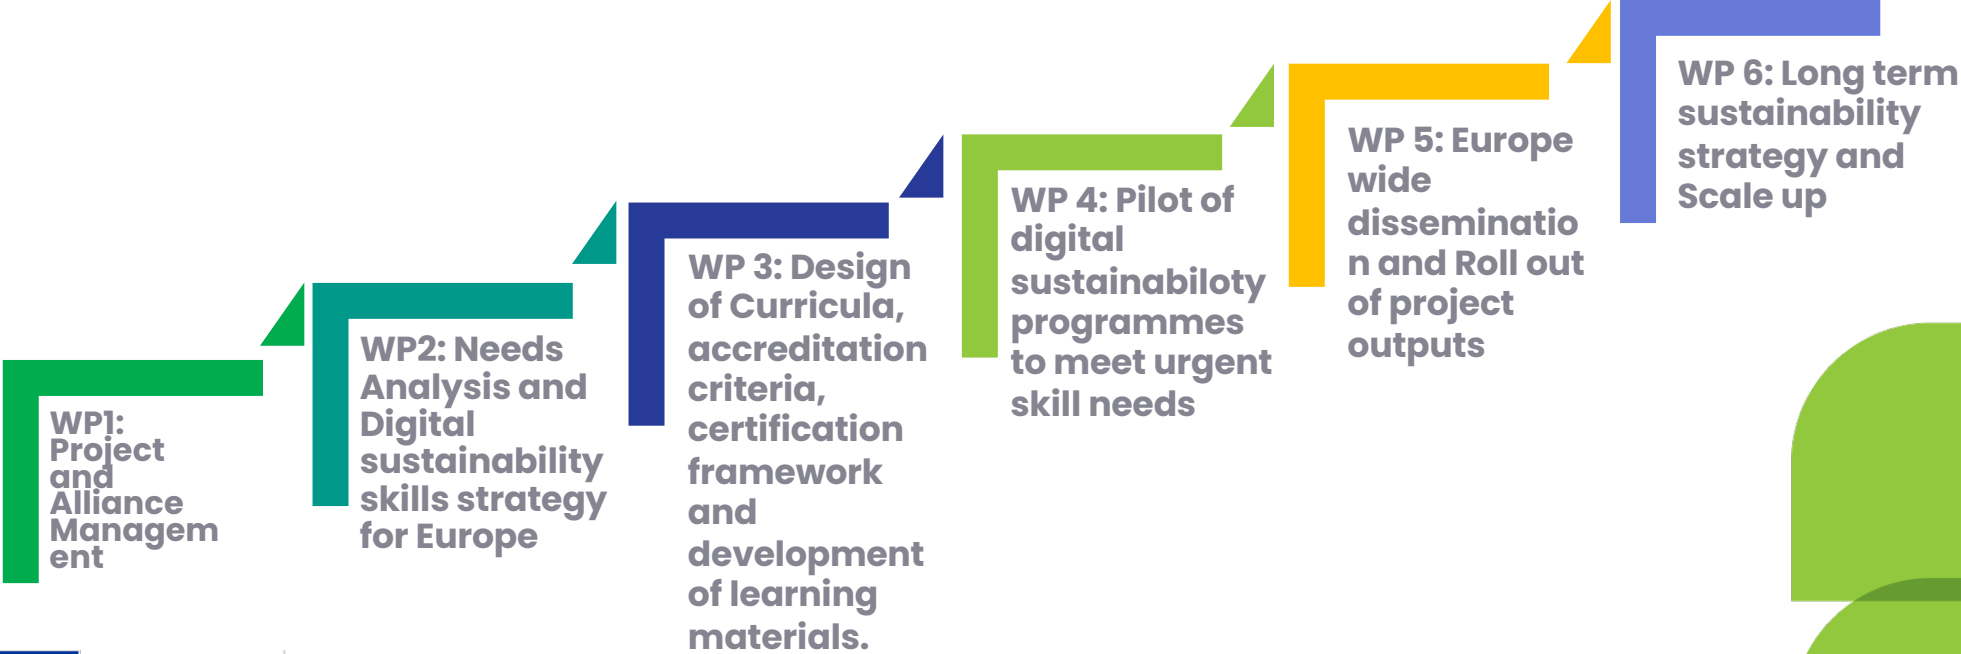 WP1:
Project
and
Alliance
Managem
ent
WP2: Needs
Analysis and
Digital
sustainability
skills strategy
for Europe
WP 3: Design
of Curricula,
accreditation
criteria,
certification
framework
and
development
of learning
materials.
WP 4: Pilot of
digital
sustainabiloty
programmes
to meet urgent
skill needs
WP 5: Europe
wide
disseminatio
n and Roll out
of project
outputs
WP 6: Long term
sustainability
strategy and
Scale up